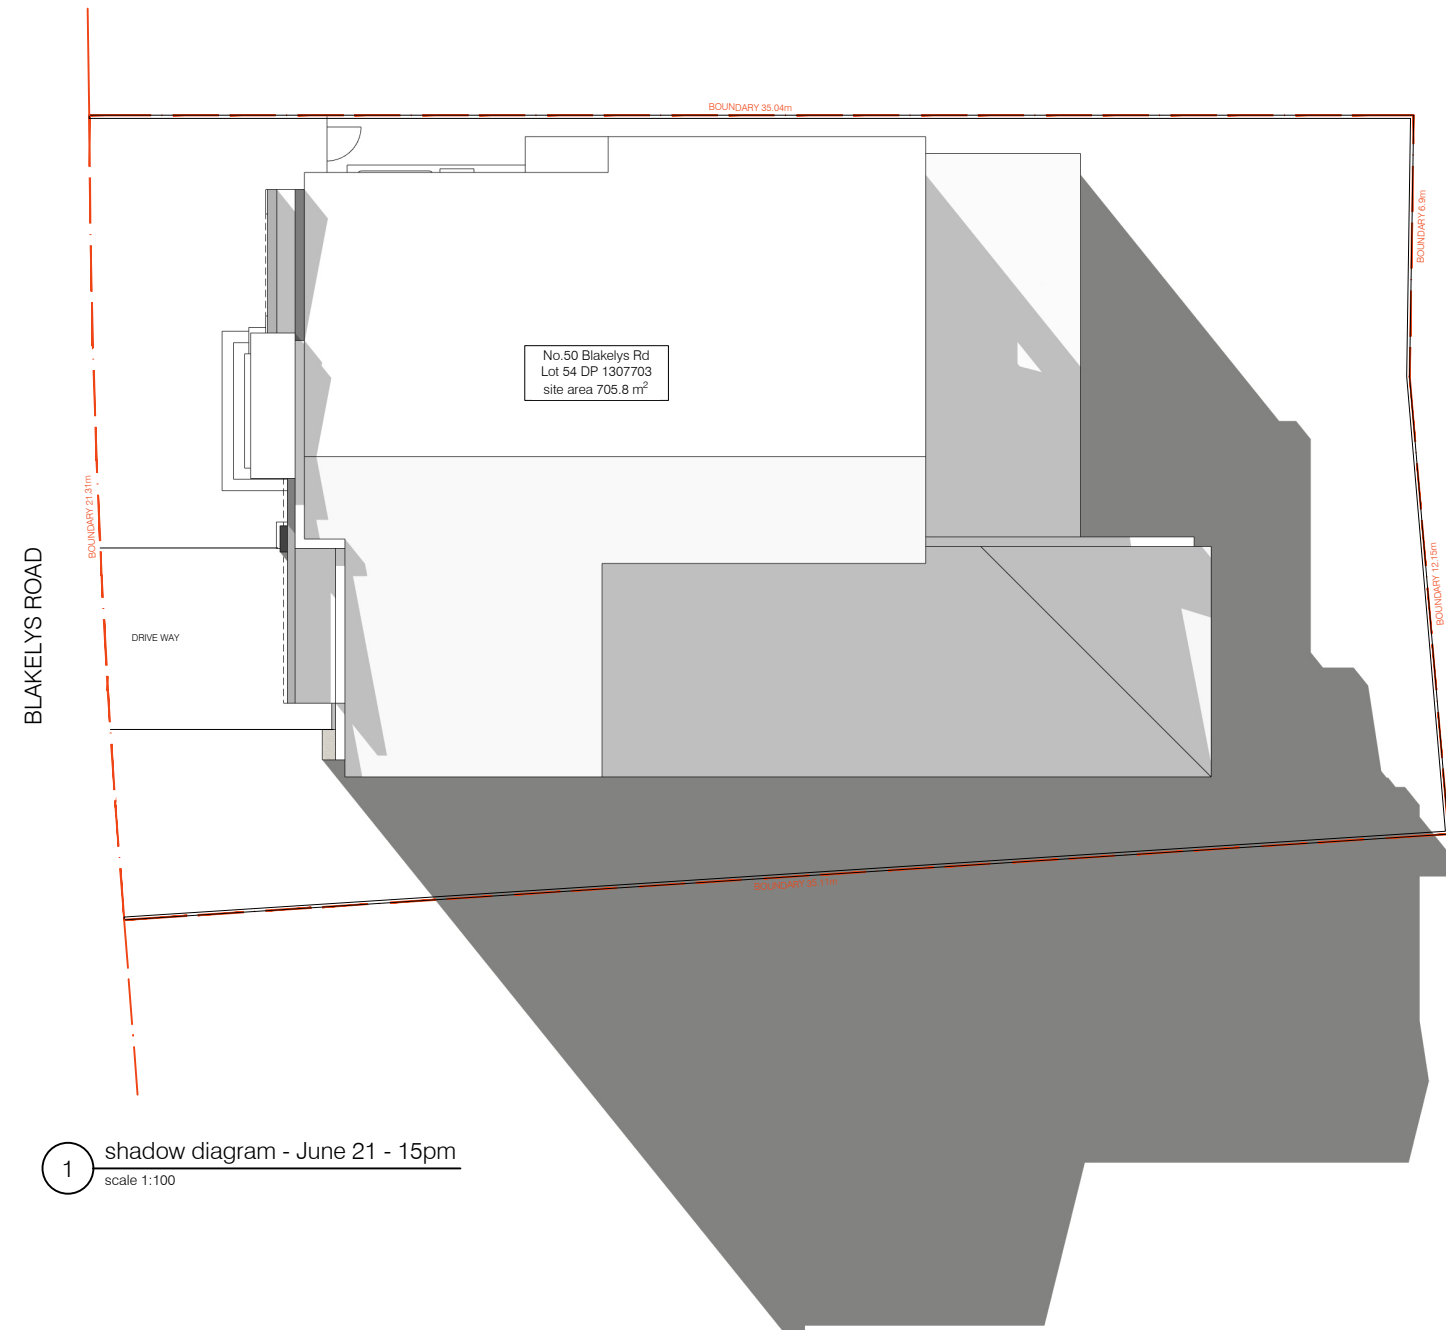 BOUNDARY 35.04m
BOUNDARY 6.9m
No.50 Blakelys Rd
Lot 54 DP 1307703
site area 705.8 m²
BOUNDARY 21.31m
BLAKELYS ROAD
DRIVE WAY
BOUNDARY 12.15m
BOUNDARY
1
shadow diagram - June 21 - 15pm
scale 1:100